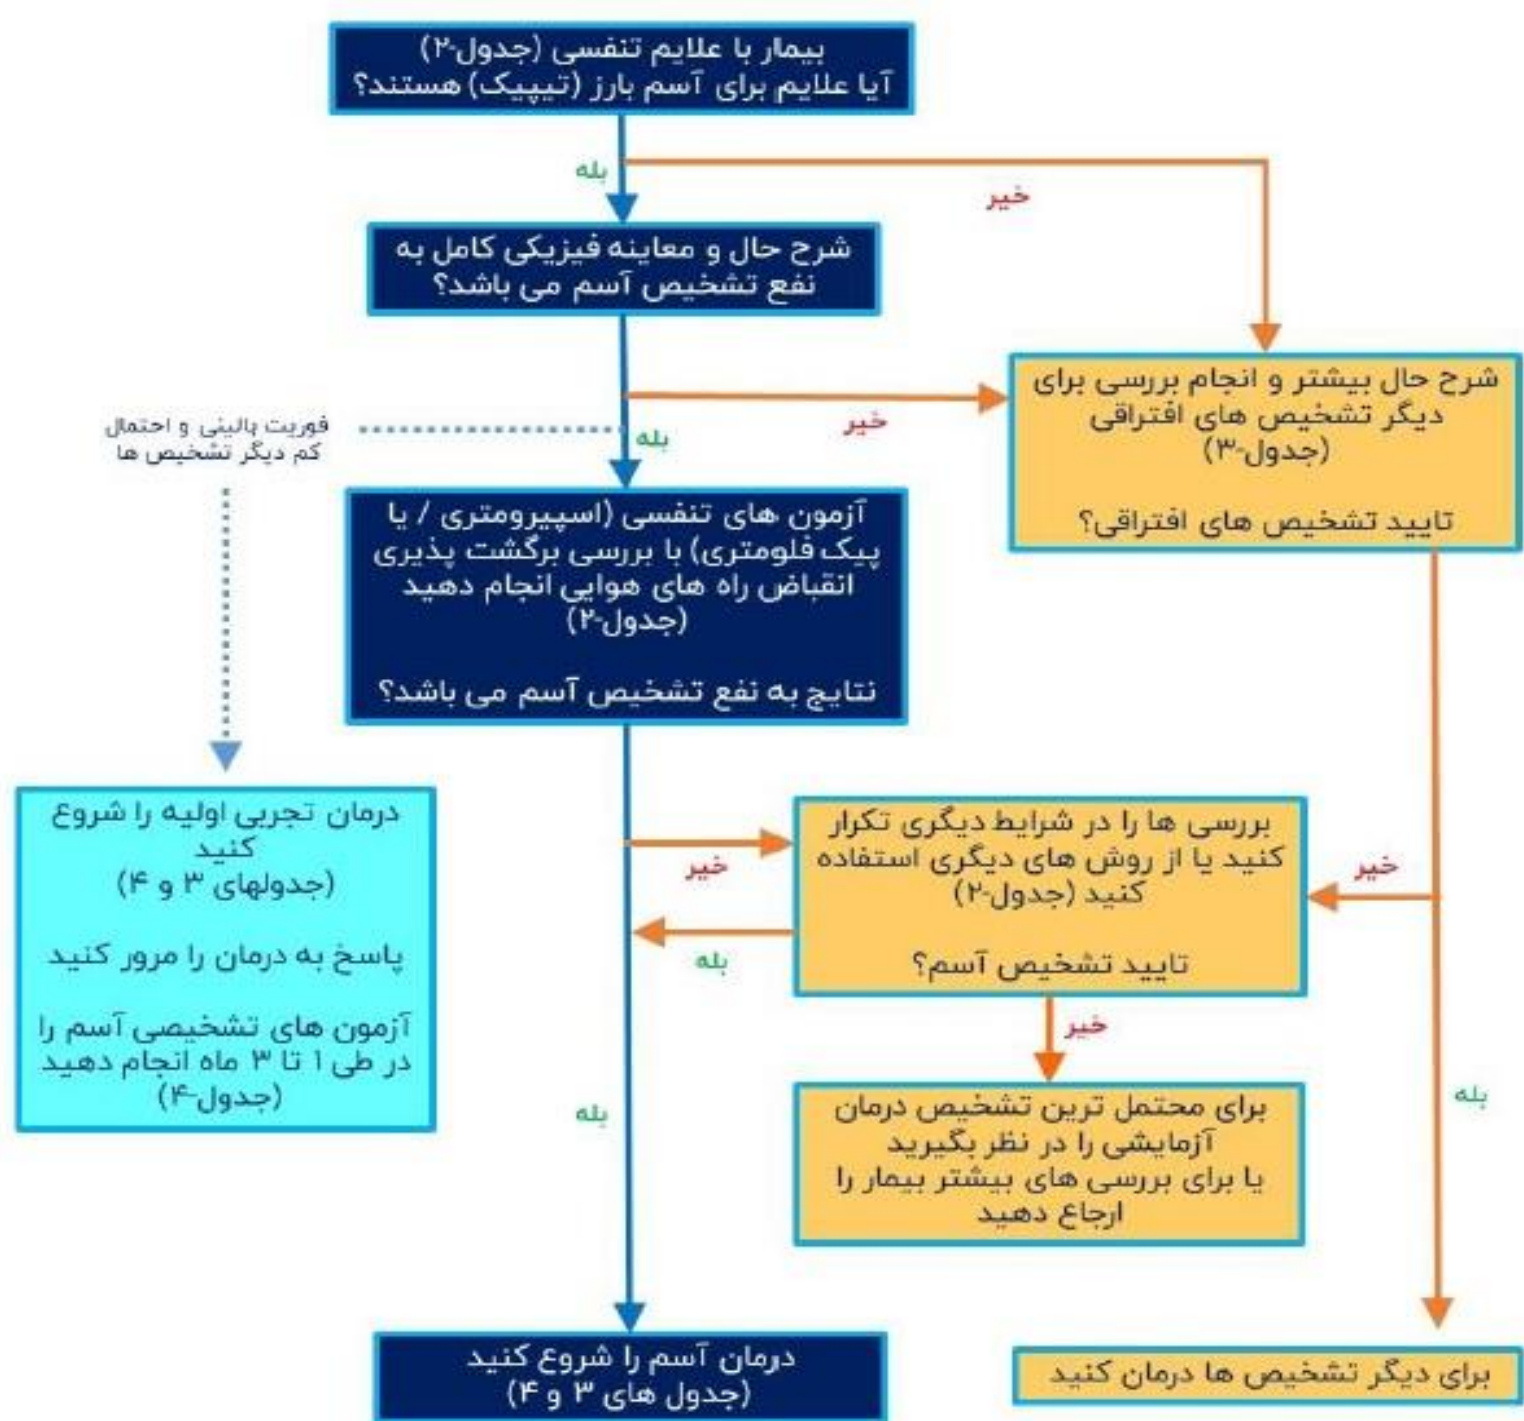 بیمار با علایم تنفسی (جدول-۲)
آیا علایم برای آسم بارز (تیپیک) هستند؟
بله
خیر
شرح حال و معاینه فیزیکی کامل به
نفع تشخیص آسم می باشد؟
شرح حال بیشتر و انجام بررسی برای
دیگر تشخیص های افتراقی
(جدول-۳)
تایید تشخیص های افتراقی؟
خیر
بله
فوریت بالینی و احتمال
کم دیگر تشخیص ها
آزمون های تنفسی (اسپیرومتری / یا
پیک فلومتری) با بررسی برگشت پذیری
انقباض راه های هوایی انجام دهید
(جدول-۲)
نتایج به نفع تشخیص آسم می باشد؟
درمان تجربی اولیه را شروع
کنید
(جدولهای ۳ و ۴)
پاسخ به درمان را مرور کنید
آزمون های تشخیصی آسم را
در طی ۱ تا ۳ ماه انجام دهید
(جدول-۴)
خیر
بررسی ها را در شرایط دیگری تکرار
کنید یا از روش های دیگری استفاده
کنید (جدول-۲)
تایید تشخیص آسم؟
خیر
بله
خیر
برای محتمل ترین تشخیص درمان
آزمایشی را در نظر بگیرید
یا برای بررسی های بیشتر بیمار را
ارجاع دهید
بله
بله
درمان آسم را شروع کنید
(جدول های ۳ و ۴)
برای دیگر تشخیص ها درمان کنید